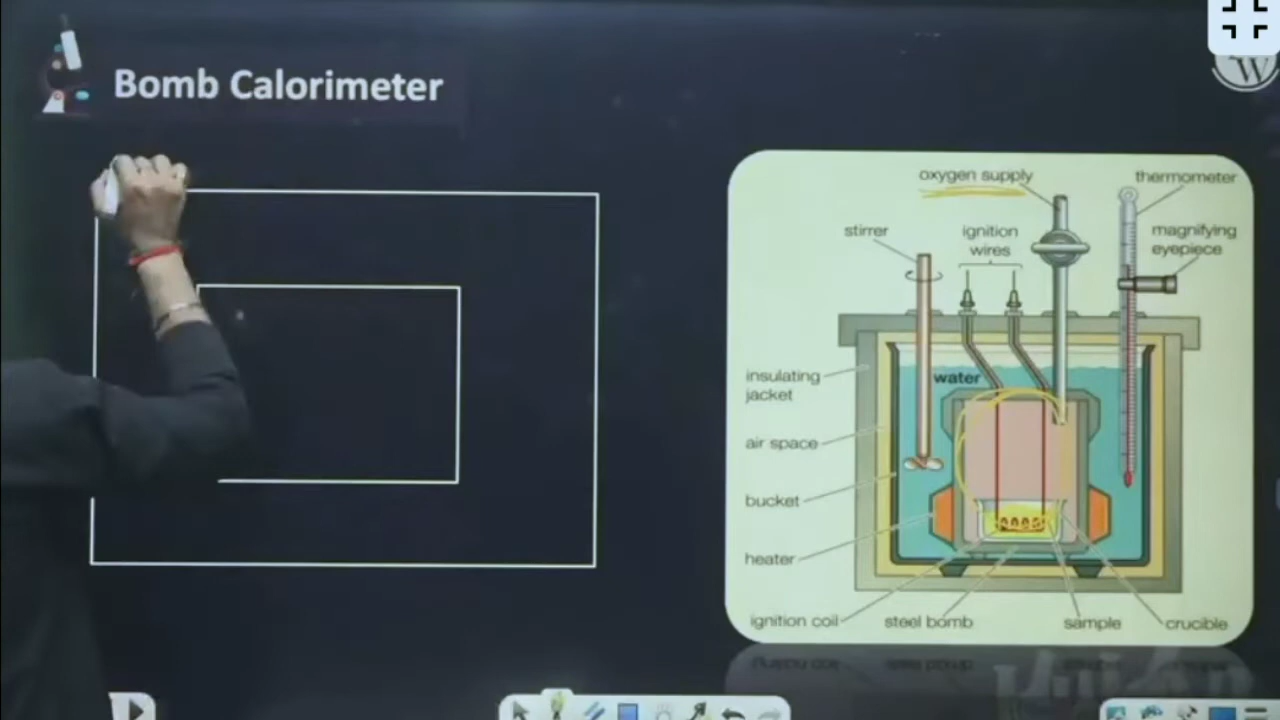 Bomb Calorimeter
W
oxygen supply
thermometer
stirrer
ignition
wires
magnifying
eyepiece
insulating
jacket
water
air space
bucket
heater
ignition coil
steel bomb
sample
crucible